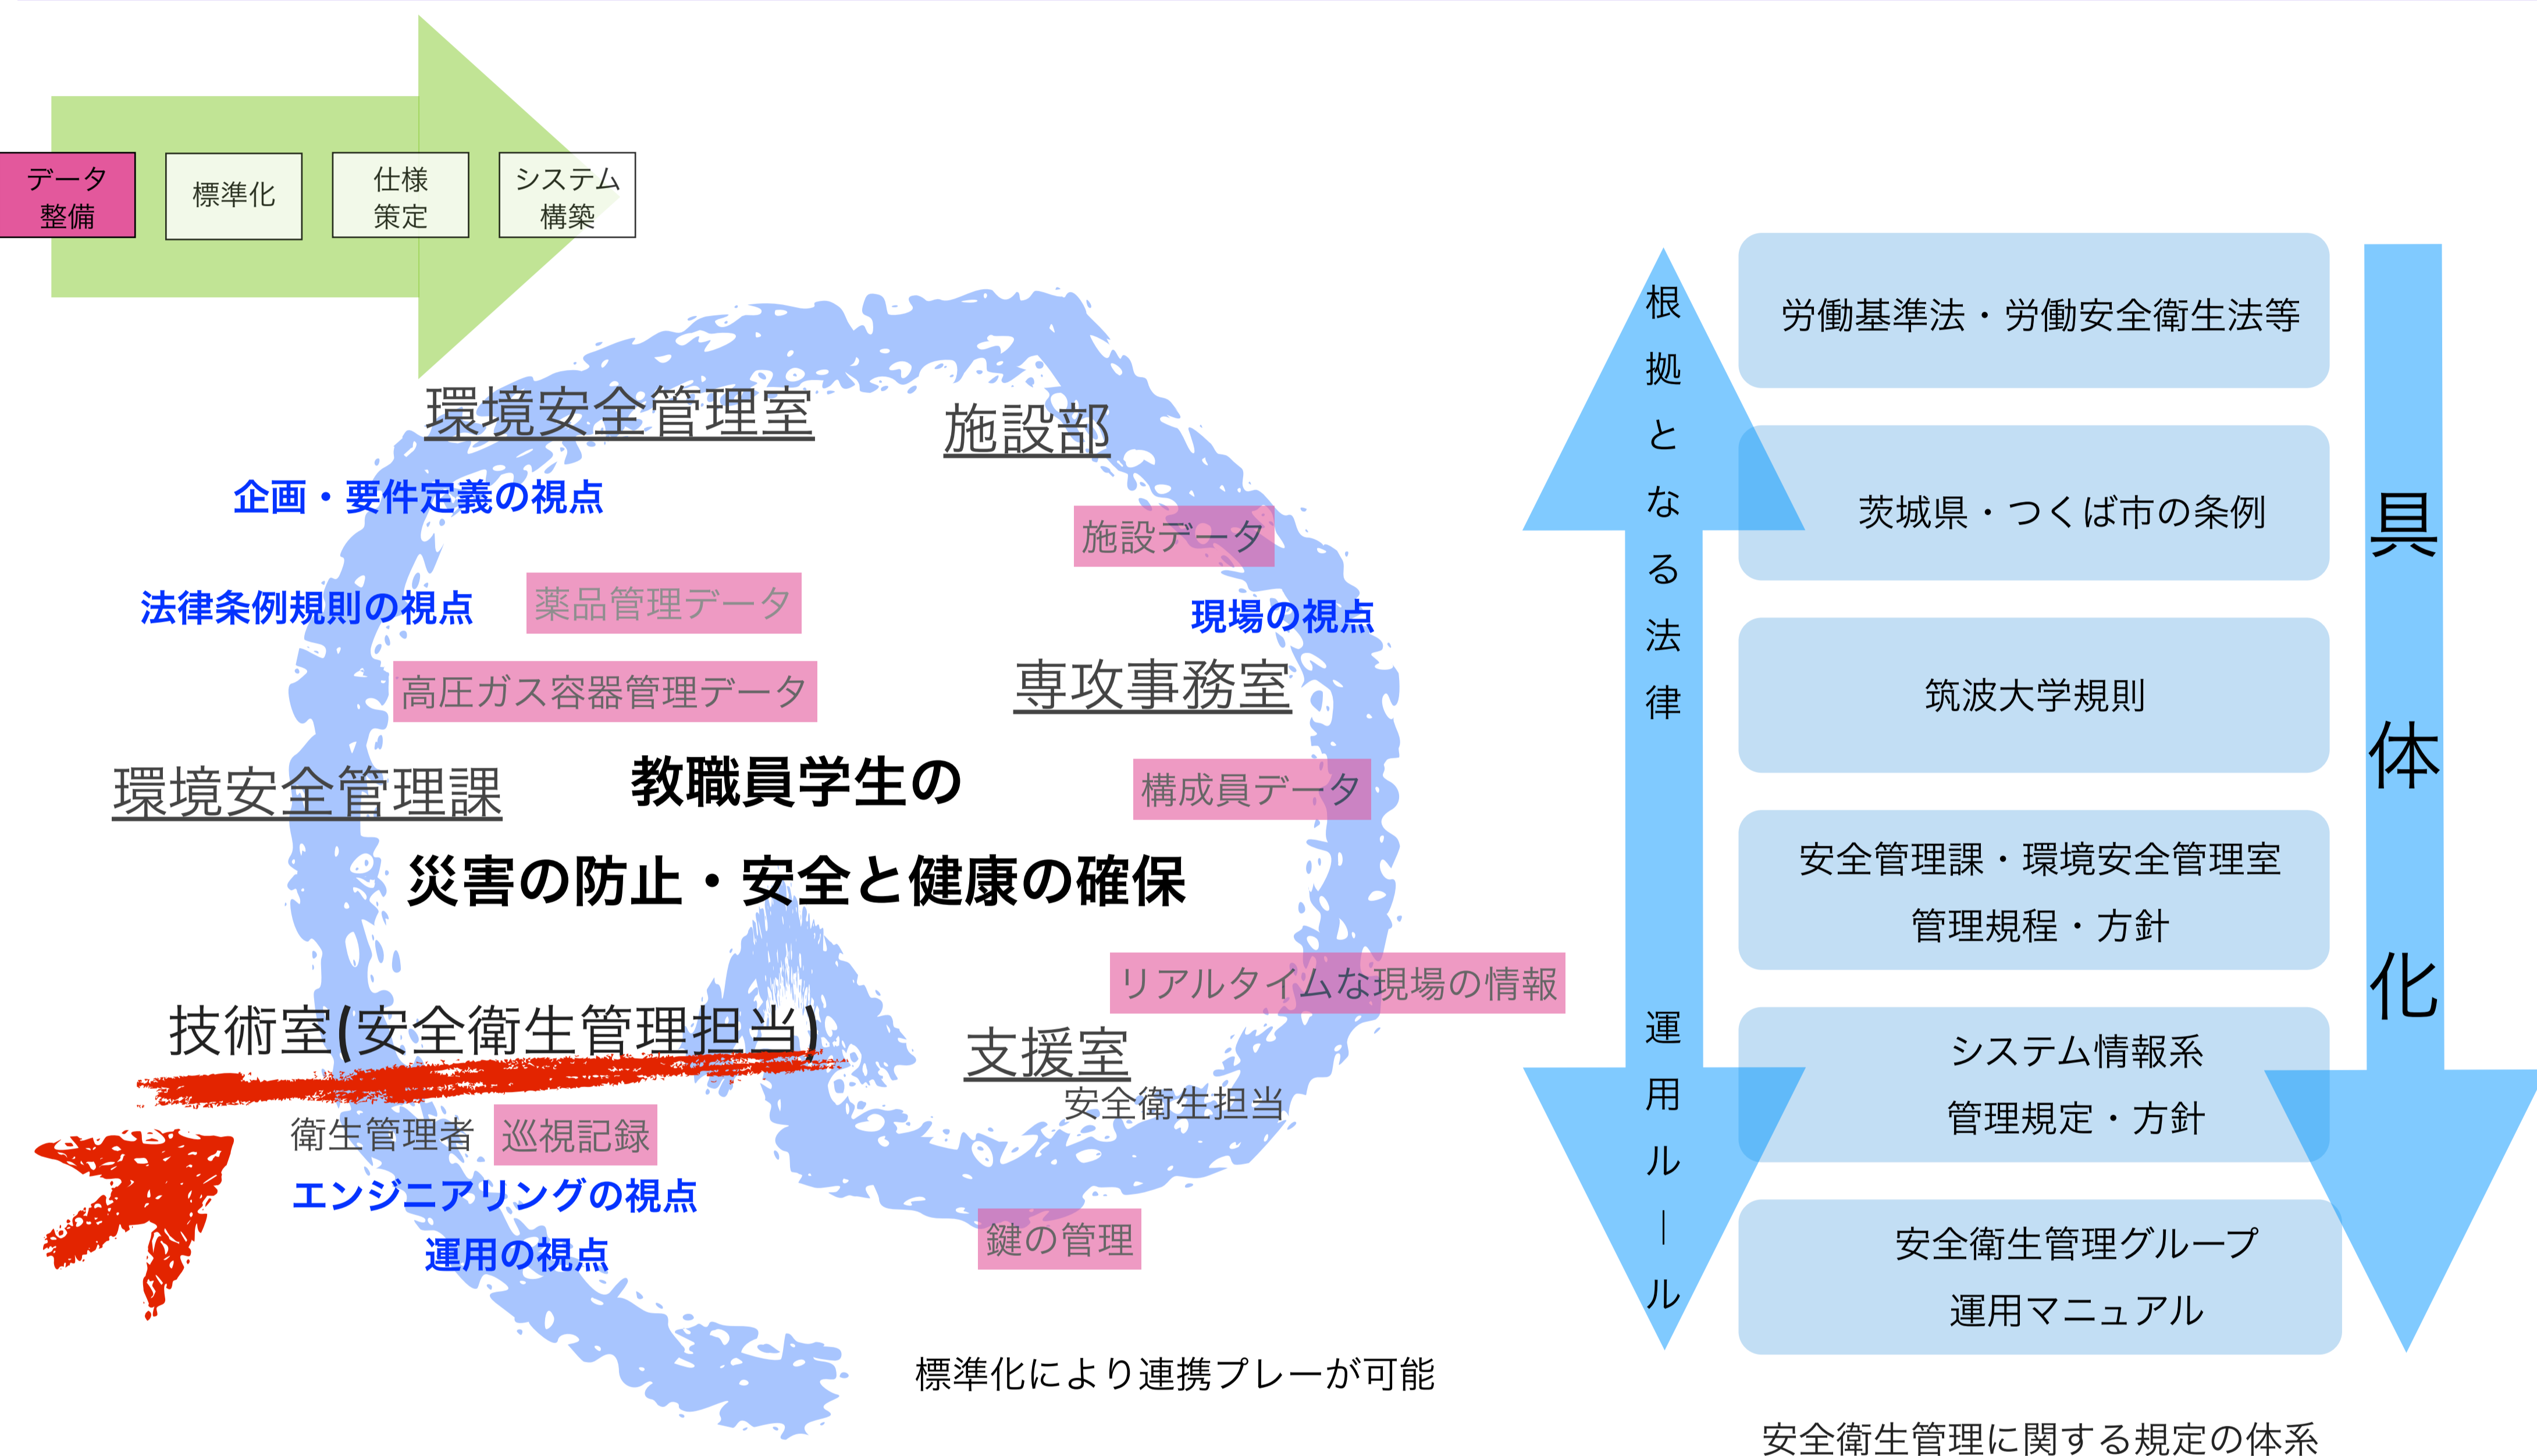 データ
整備
標準化
仕様
策定
システム
構築
環境安全管理室
施設部
企画・要件定義の視点
施設データ
法律条例規則の視点
薬品管理データ
現場の視点
高圧ガス容器管理データ
専攻事務室
環境安全管理課
教職員学生の
構成員データ
災害の防止・安全と健康の確保
リアルタイムな現場の情報
技術室(安全衛生管理担当)
支援室
安全衛生担当
衛生管理者
巡視記録
エンジニアリングの視点
運用の視点
鍵の管理
標準化により連携プレーが可能
根拠となる法律
運用ルール
労働基準法・労働安全衛生法等
茨城県・つくば市の条例
筑波大学規則
安全管理課・環境安全管理室
管理規程・方針
システム情報系
管理規定・方針
安全衛生管理グループ
運用マニュアル
具体化
安全衛生管理に関する規定の体系